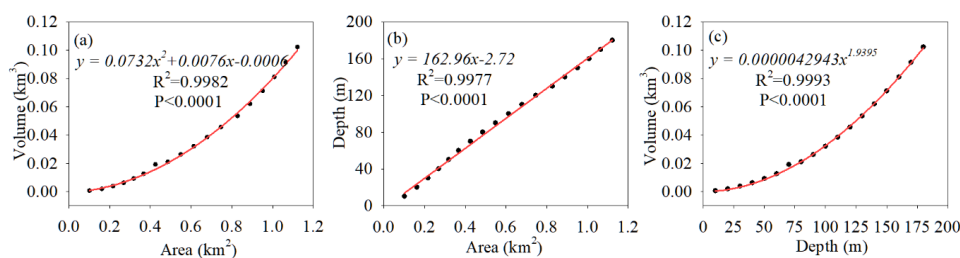 (a)
y = 0.0732x²+0.0076x-0.0006
R²=0.9982
P<0.0001
Volume (km³)
0.12
0.10
0.08
0.06
0.04
0.02
0.00
0.0 0.2 0.4 0.6 0.8 1.0 1.2
Area (km²)
(b)
y = 162.96x-2.72
R²=0.9977
P<0.0001
Depth (m)
200
160
120
80
40
0
0.0 0.2 0.4 0.6 0.8 1.0 1.2
Area (km²)
(c)
y = 0.0000042943x¹·⁹³⁹⁵
R²=0.9993
P<0.0001
Volume (km³)
0.12
0.10
0.08
0.06
0.04
0.02
0.00
0 25 50 75 100 125 150 175 200
Depth (m)